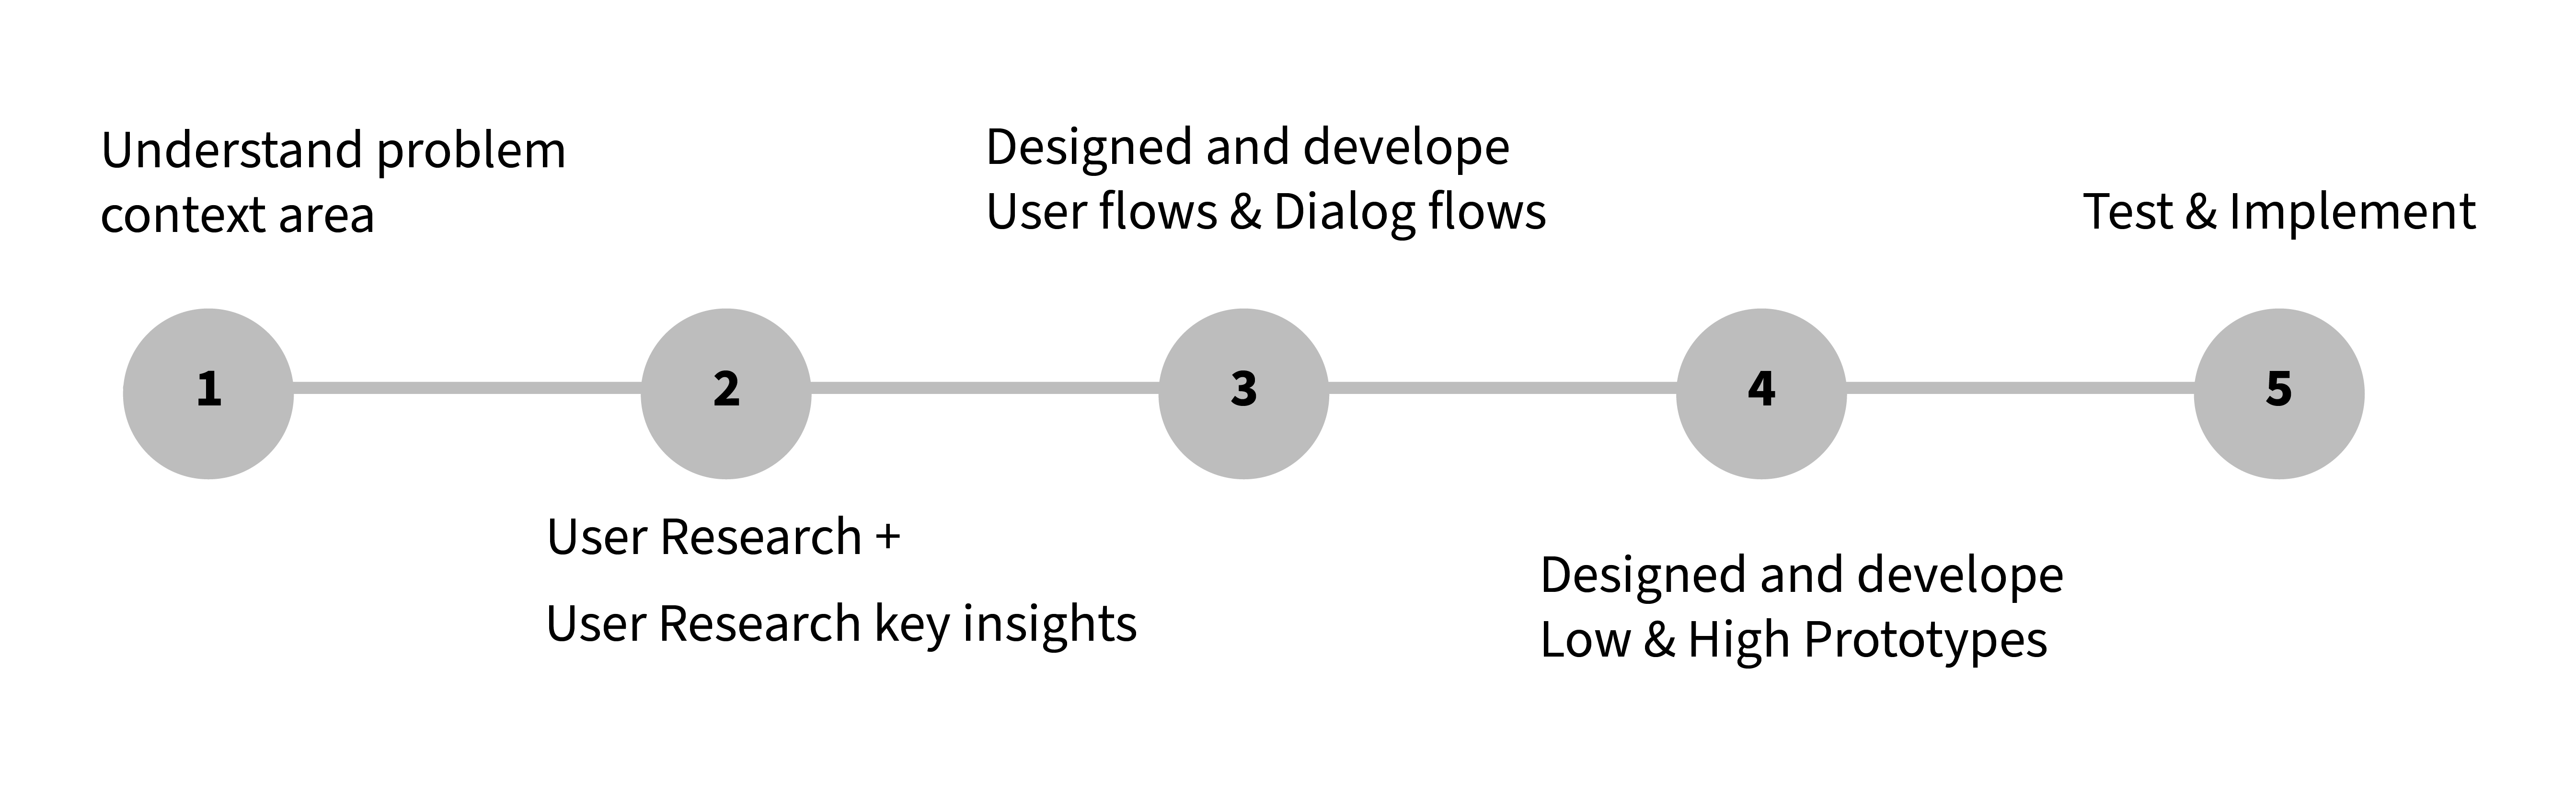 Understand problem
context area
Designed and develope
User flows & Dialog flows
Test & Implement
1
2
3
4
5
User Research +
User Research key insights
Designed and develope
Low & High Prototypes